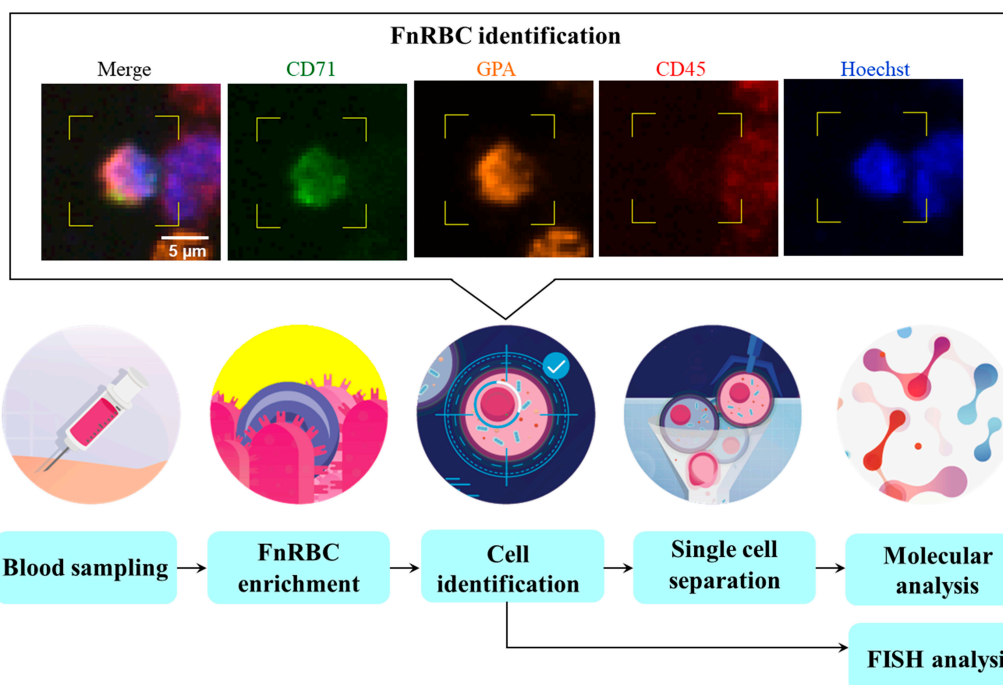 FnRBC identification
Merge
CD71
GPA
CD45
Hoechst
5 μm
Blood sampling
FnRBC
enrichment
Cell
identification
Single cell
separation
Molecular
analysis
FISH analysi